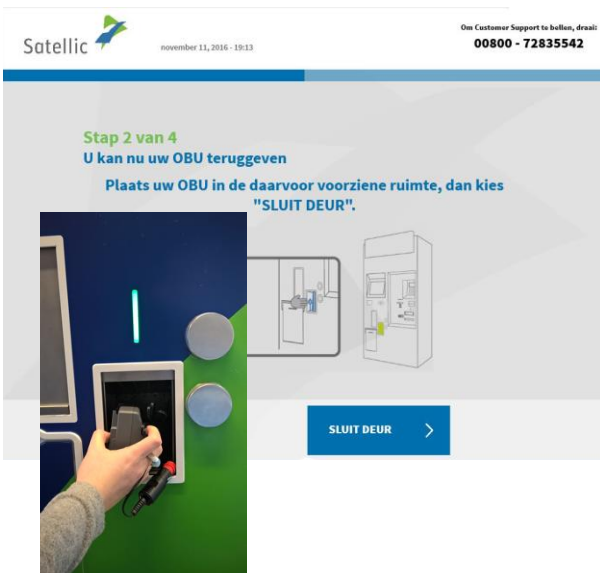 Satellic
november 11, 2016 - 19:13
Om Customer Support te bellen, draai:
00800 - 72835542
Stap 2 van 4
U kan nu uw OBU teruggeven
Plaats uw OBU in de daarvoor voorziene ruimte, dan kies
"SLUIT DEUR".
SLUIT DEUR